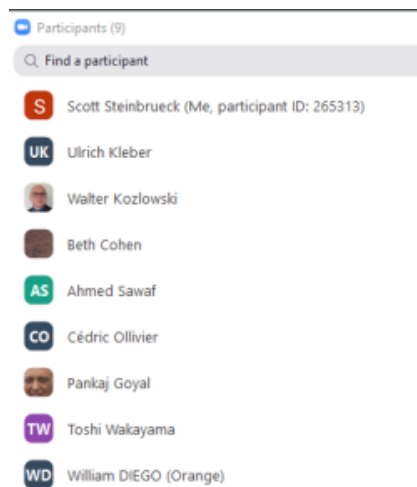 Participants (9)
Find a participant
S Scott Steinbrueck (Me, participant ID: 265313)
UK Ulrich Kleber
Walter Kozlowski
Beth Cohen
AS Ahmed Sawaf
CO Cédric Ollivier
Pankaj Goyal
TW Toshi Wakayama
WD William DIEGO (Orange)